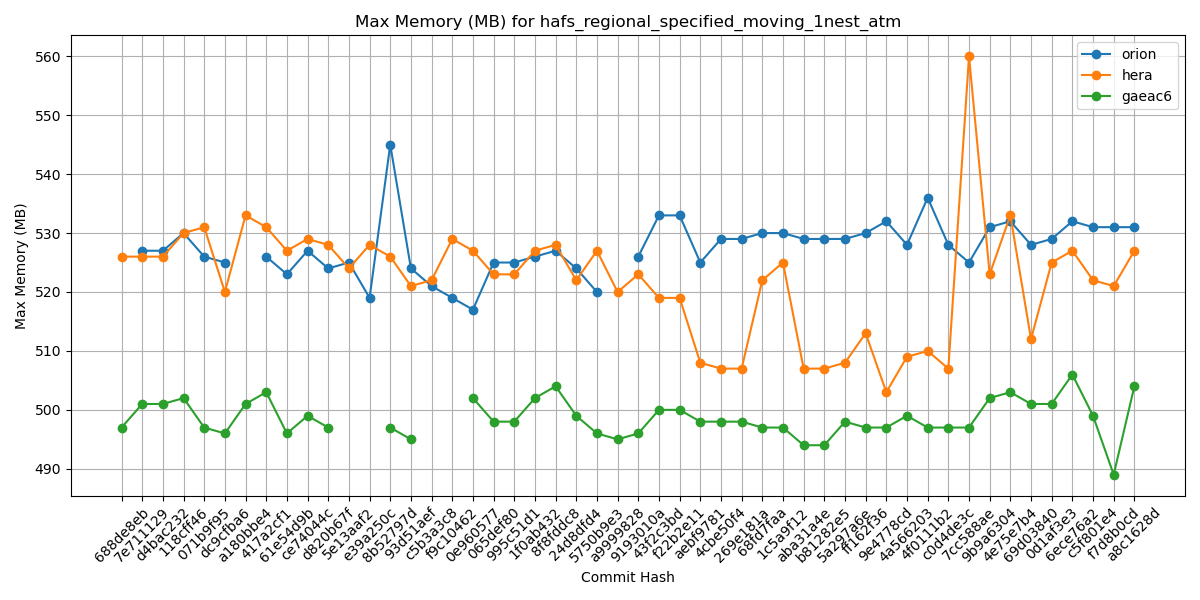 Max Memory (MB) for hafs_regional_specified_moving_1nest_atm
orion
hera
gaeac6
Max Memory (MB)
560
550
540
530
520
510
500
490
688de8eb
7e711129
d4bac232
118cff46
071b9f95
dc9cfba6
a180bbe4
417a2cf1
61e54d9b
ce74044c
d820b67f
5e13aaf2
e39a250c
8b52797d
93d51aef
c5b3a3c8
f9c10462
0e960577
065def80
995c51d1
1f0ab432
8f8fdfc8
24d8dfd4
5750b9e3
a9999828
9193010a
43f253bd
f22b2e11
aebf9781
4cbe50f4
269e181a
68fd7faa
1c5a9f12
aba31a4e
b81282e5
5a297a6e
ff162f36
9e4778cd
4a566203
4f011b2
c0d4de3c
7cc588ae
9b9a6304
4e75e7b4
69d03840
0d1af3e3
6ece76a2
c5f801e4
f7d8b0cd
a8c1628d
Commit Hash